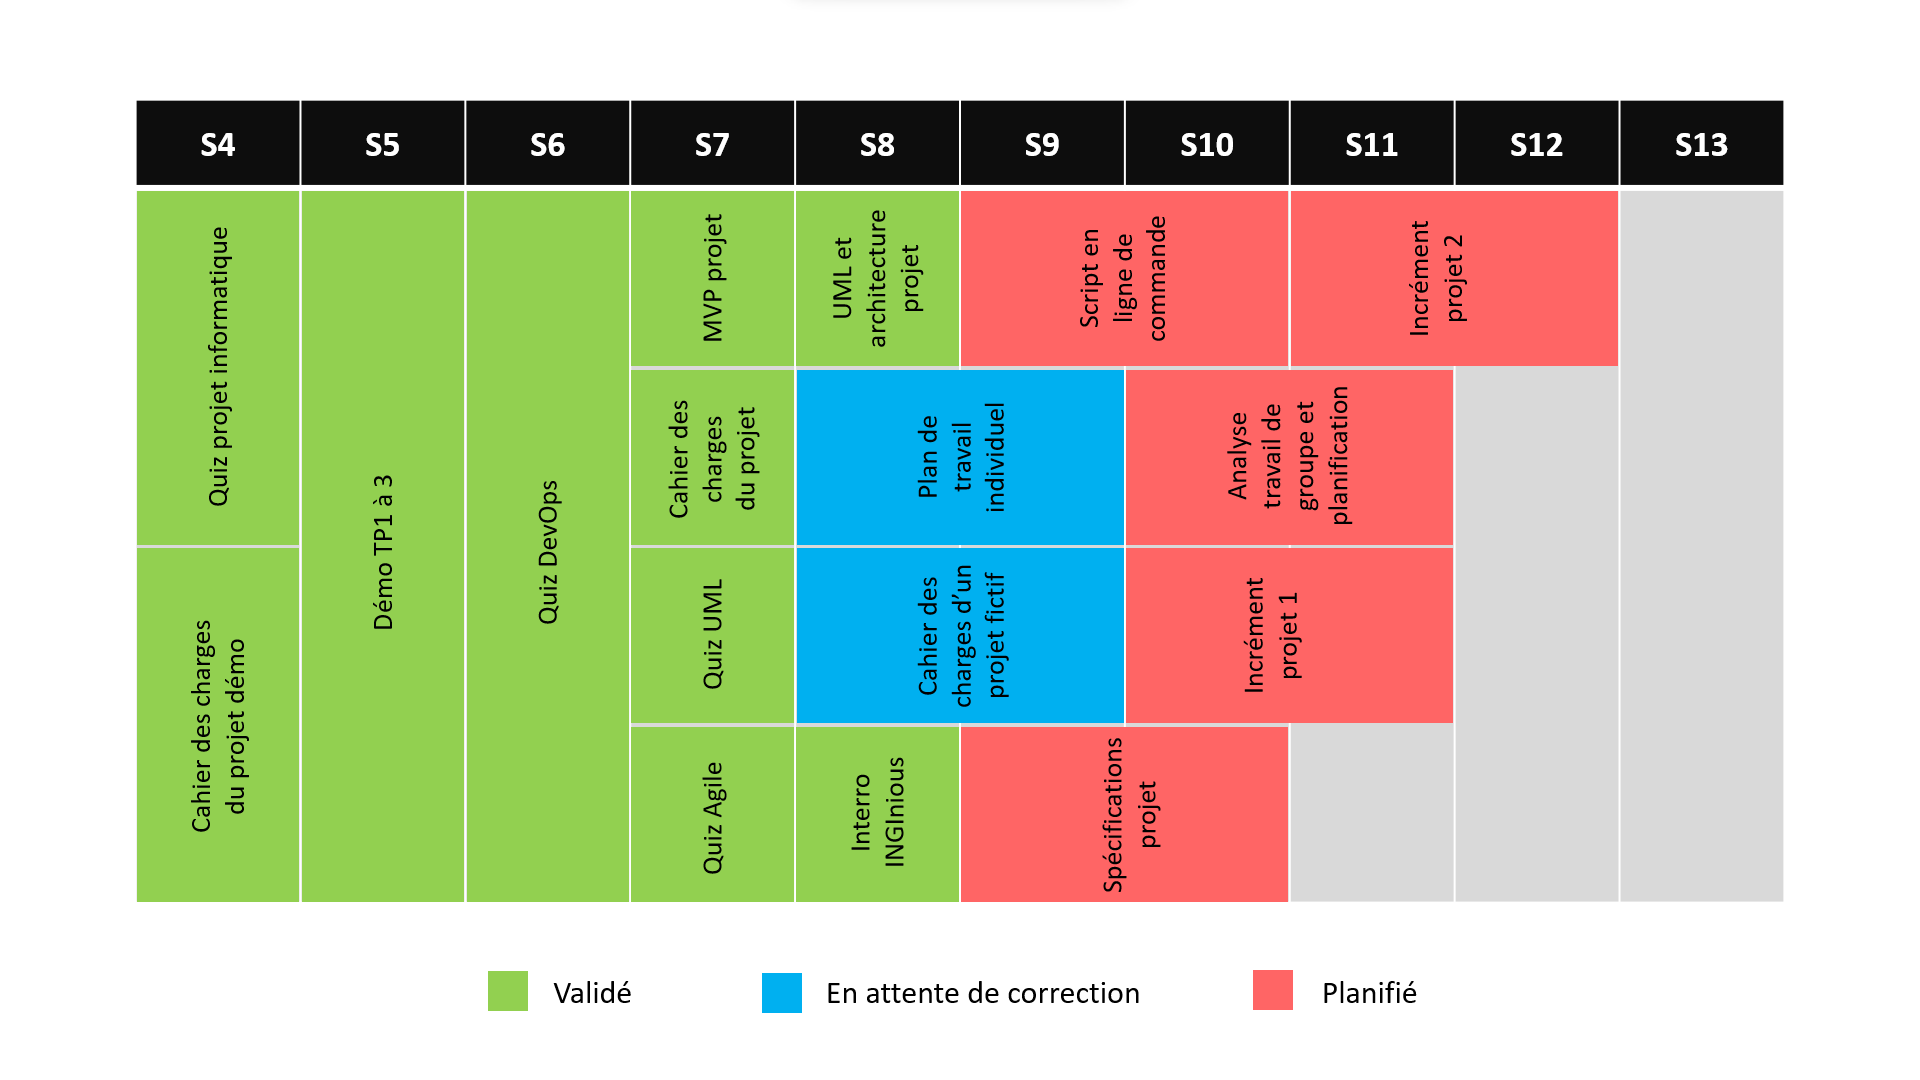 S4
S5
S6
S7
S8
S9
S10
S11
S12
S13
Quiz projet informatique
Cahier des charges
du projet démo
Démo TP1 à 3
Quiz DevOps
MVP projet
Cahier des
charges
du projet
Quiz UML
Quiz Agile
UML et
architecture
projet
Plan de
travail
individuel
Cahier des
charges d’un
projet fictif
Interro
INGInious
Script en
ligne de
commande
Spécifications
projet
Analyse
travail de
groupe et
planification
Incrément
projet 1
Incrément
projet 2
Validé
En attente de correction
Planifié